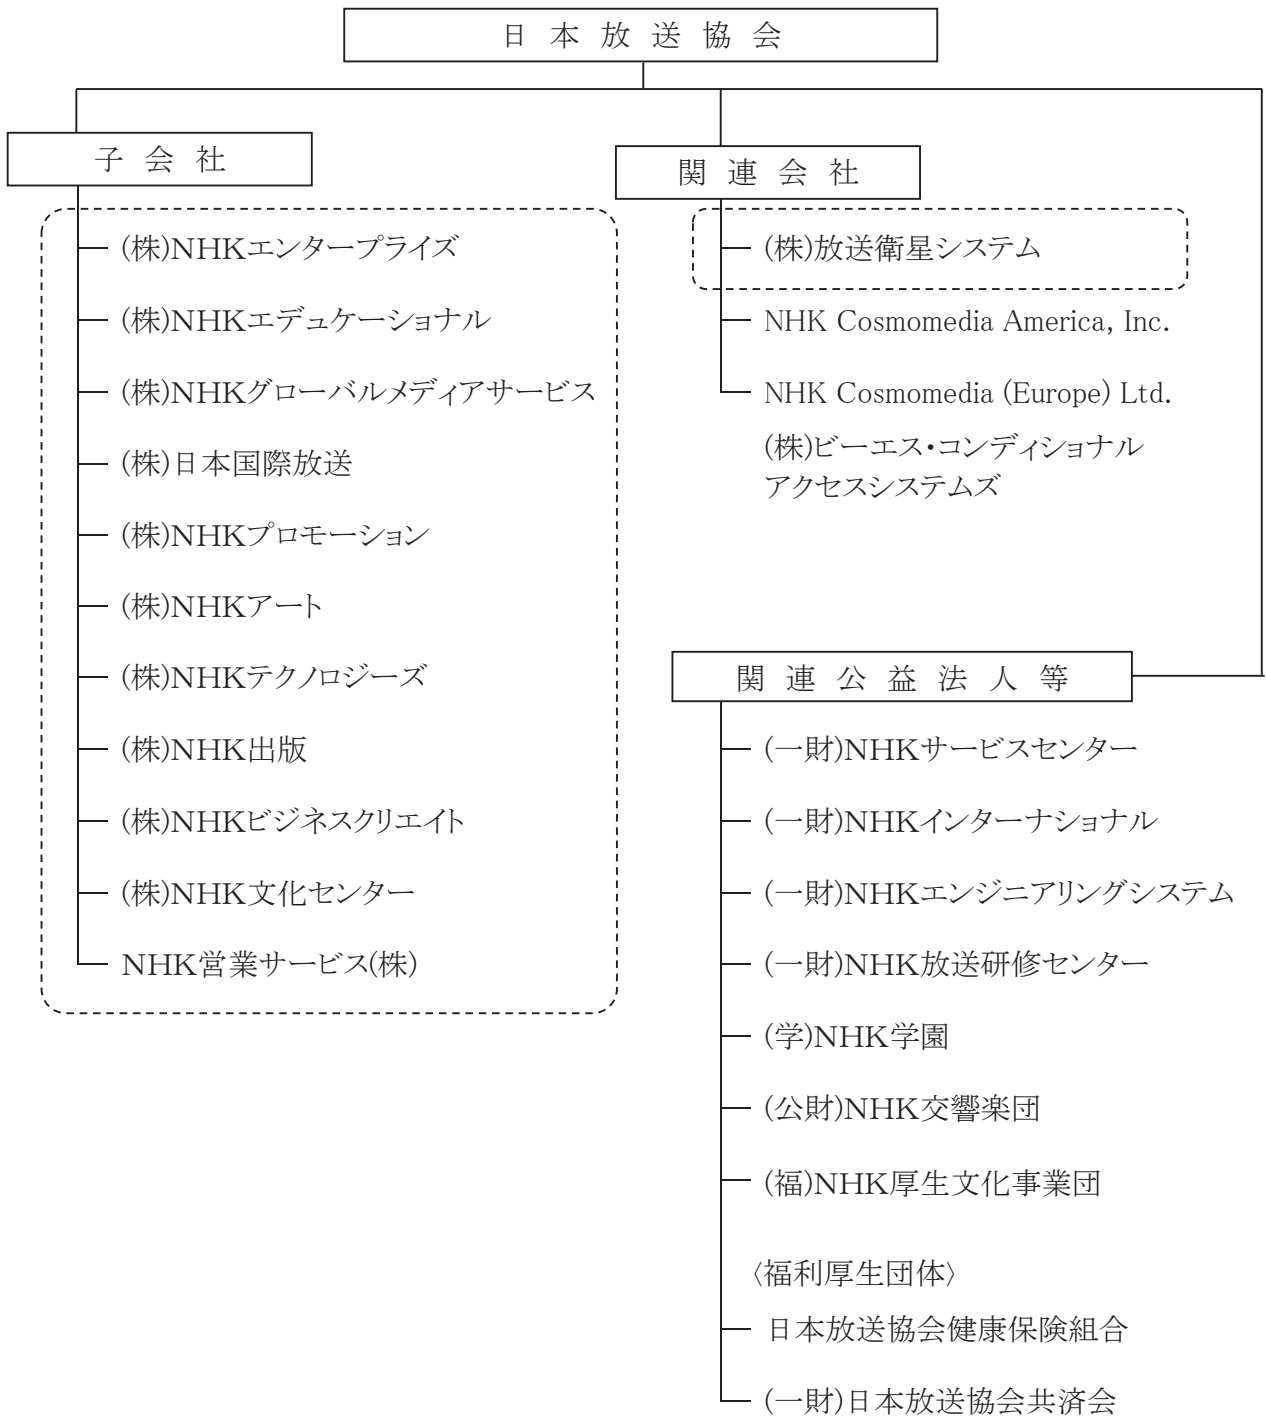 日本放送協会
子会社
(株)NHKエンタープライズ
(株)NHKエデュケーショナル
(株)NHKグローバルメディアサービス
(株)日本国際放送
(株)NHKプロモーション
(株)NHKアート
(株)NHKテクノロジーズ
(株)NHK出版
(株)NHKビジネスクリエイト
(株)NHK文化センター
NHK営業サービス(株)
関連会社
(株)放送衛星システム
NHK Cosmomedia America, Inc.
NHK Cosmomedia (Europe) Ltd.
(株)ビーエス・コンディショナル
アクセスシステムズ
関連公益法人等
(一財)NHKサービスセンター
(一財)NHKインターナショナル
(一財)NHKエンジニアリングシステム
(一財)NHK放送研修センター
(学)NHK学園
(公財)NHK交響楽団
(福)NHK厚生文化事業団
〈福利厚生団体〉
日本放送協会健康保険組合
(一財)日本放送協会共済会